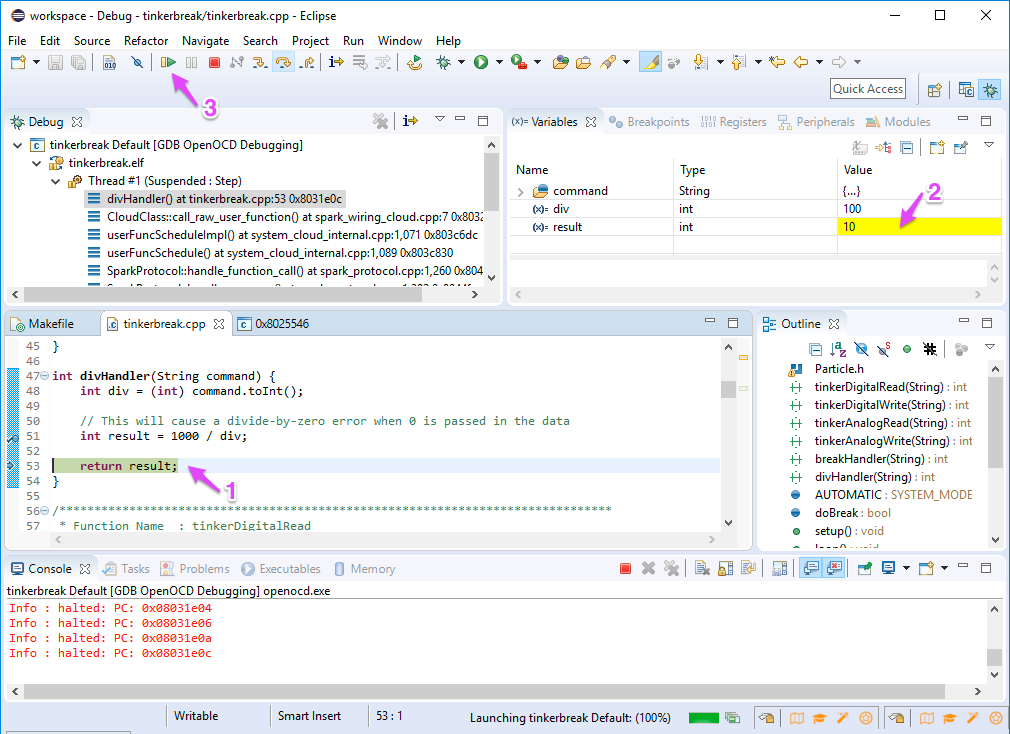 workspace - Debug - tinkerbreak/tinkerbreak.cpp - Eclipse
File Edit Source Refactor Navigate Search Project Run Window Help
010
3
Quick Access
Debug
tinkerbreak Default [GDB OpenOCD Debugging]
tinkerbreak.elf
Thread #1 (Suspended : Step)
divHandler() at tinkerbreak.cpp:53 0x8031e0c
CloudClass::call_raw_user_function() at spark_wiring_cloud.cpp:7 0x8032
userFuncScheduleImpl() at system_cloud_internal.cpp:1,071 0x803c6dc
userFuncSchedule() at system_cloud_internal.cpp:1,089 0x803c830
SparkProtocol::handle_function_call() at spark_protocol.cpp:1,260 0x804
(x)= Variables Breakpoints Registers Peripherals Modules
Name Type Value
command String {...}
(x)= div int 100
(x)= result int 10
2
Makefile tinkerbreak.cpp 0x8025546
45 }
46
47 int divHandler(String command) {
48 int div = (int) command.toInt();
49
50 // This will cause a divide-by-zero error when 0 is passed in the data
51 int result = 1000 / div;
52
53 return result;
54 }
1
55
56 /******************************************************************************
57 * Function Name : tinkerDigitalRead
Outline
Particle.h
tinkerDigitalRead(String) : int
tinkerDigitalWrite(String) : int
tinkerAnalogRead(String) : int
tinkerAnalogWrite(String) : int
breakHandler(String) : int
divHandler(String) : int
AUTOMATIC : SYSTEM_MODE
doBreak : bool
setup() : void
loop() : void
Console Tasks Problems Executables Memory
tinkerbreak Default [GDB OpenOCD Debugging] openocd.exe
Info : halted: PC: 0x08031e04
Info : halted: PC: 0x08031e06
Info : halted: PC: 0x08031e0a
Info : halted: PC: 0x08031e0c
Writable Smart Insert 53 : 1 Launching tinkerbreak Default: (100%)